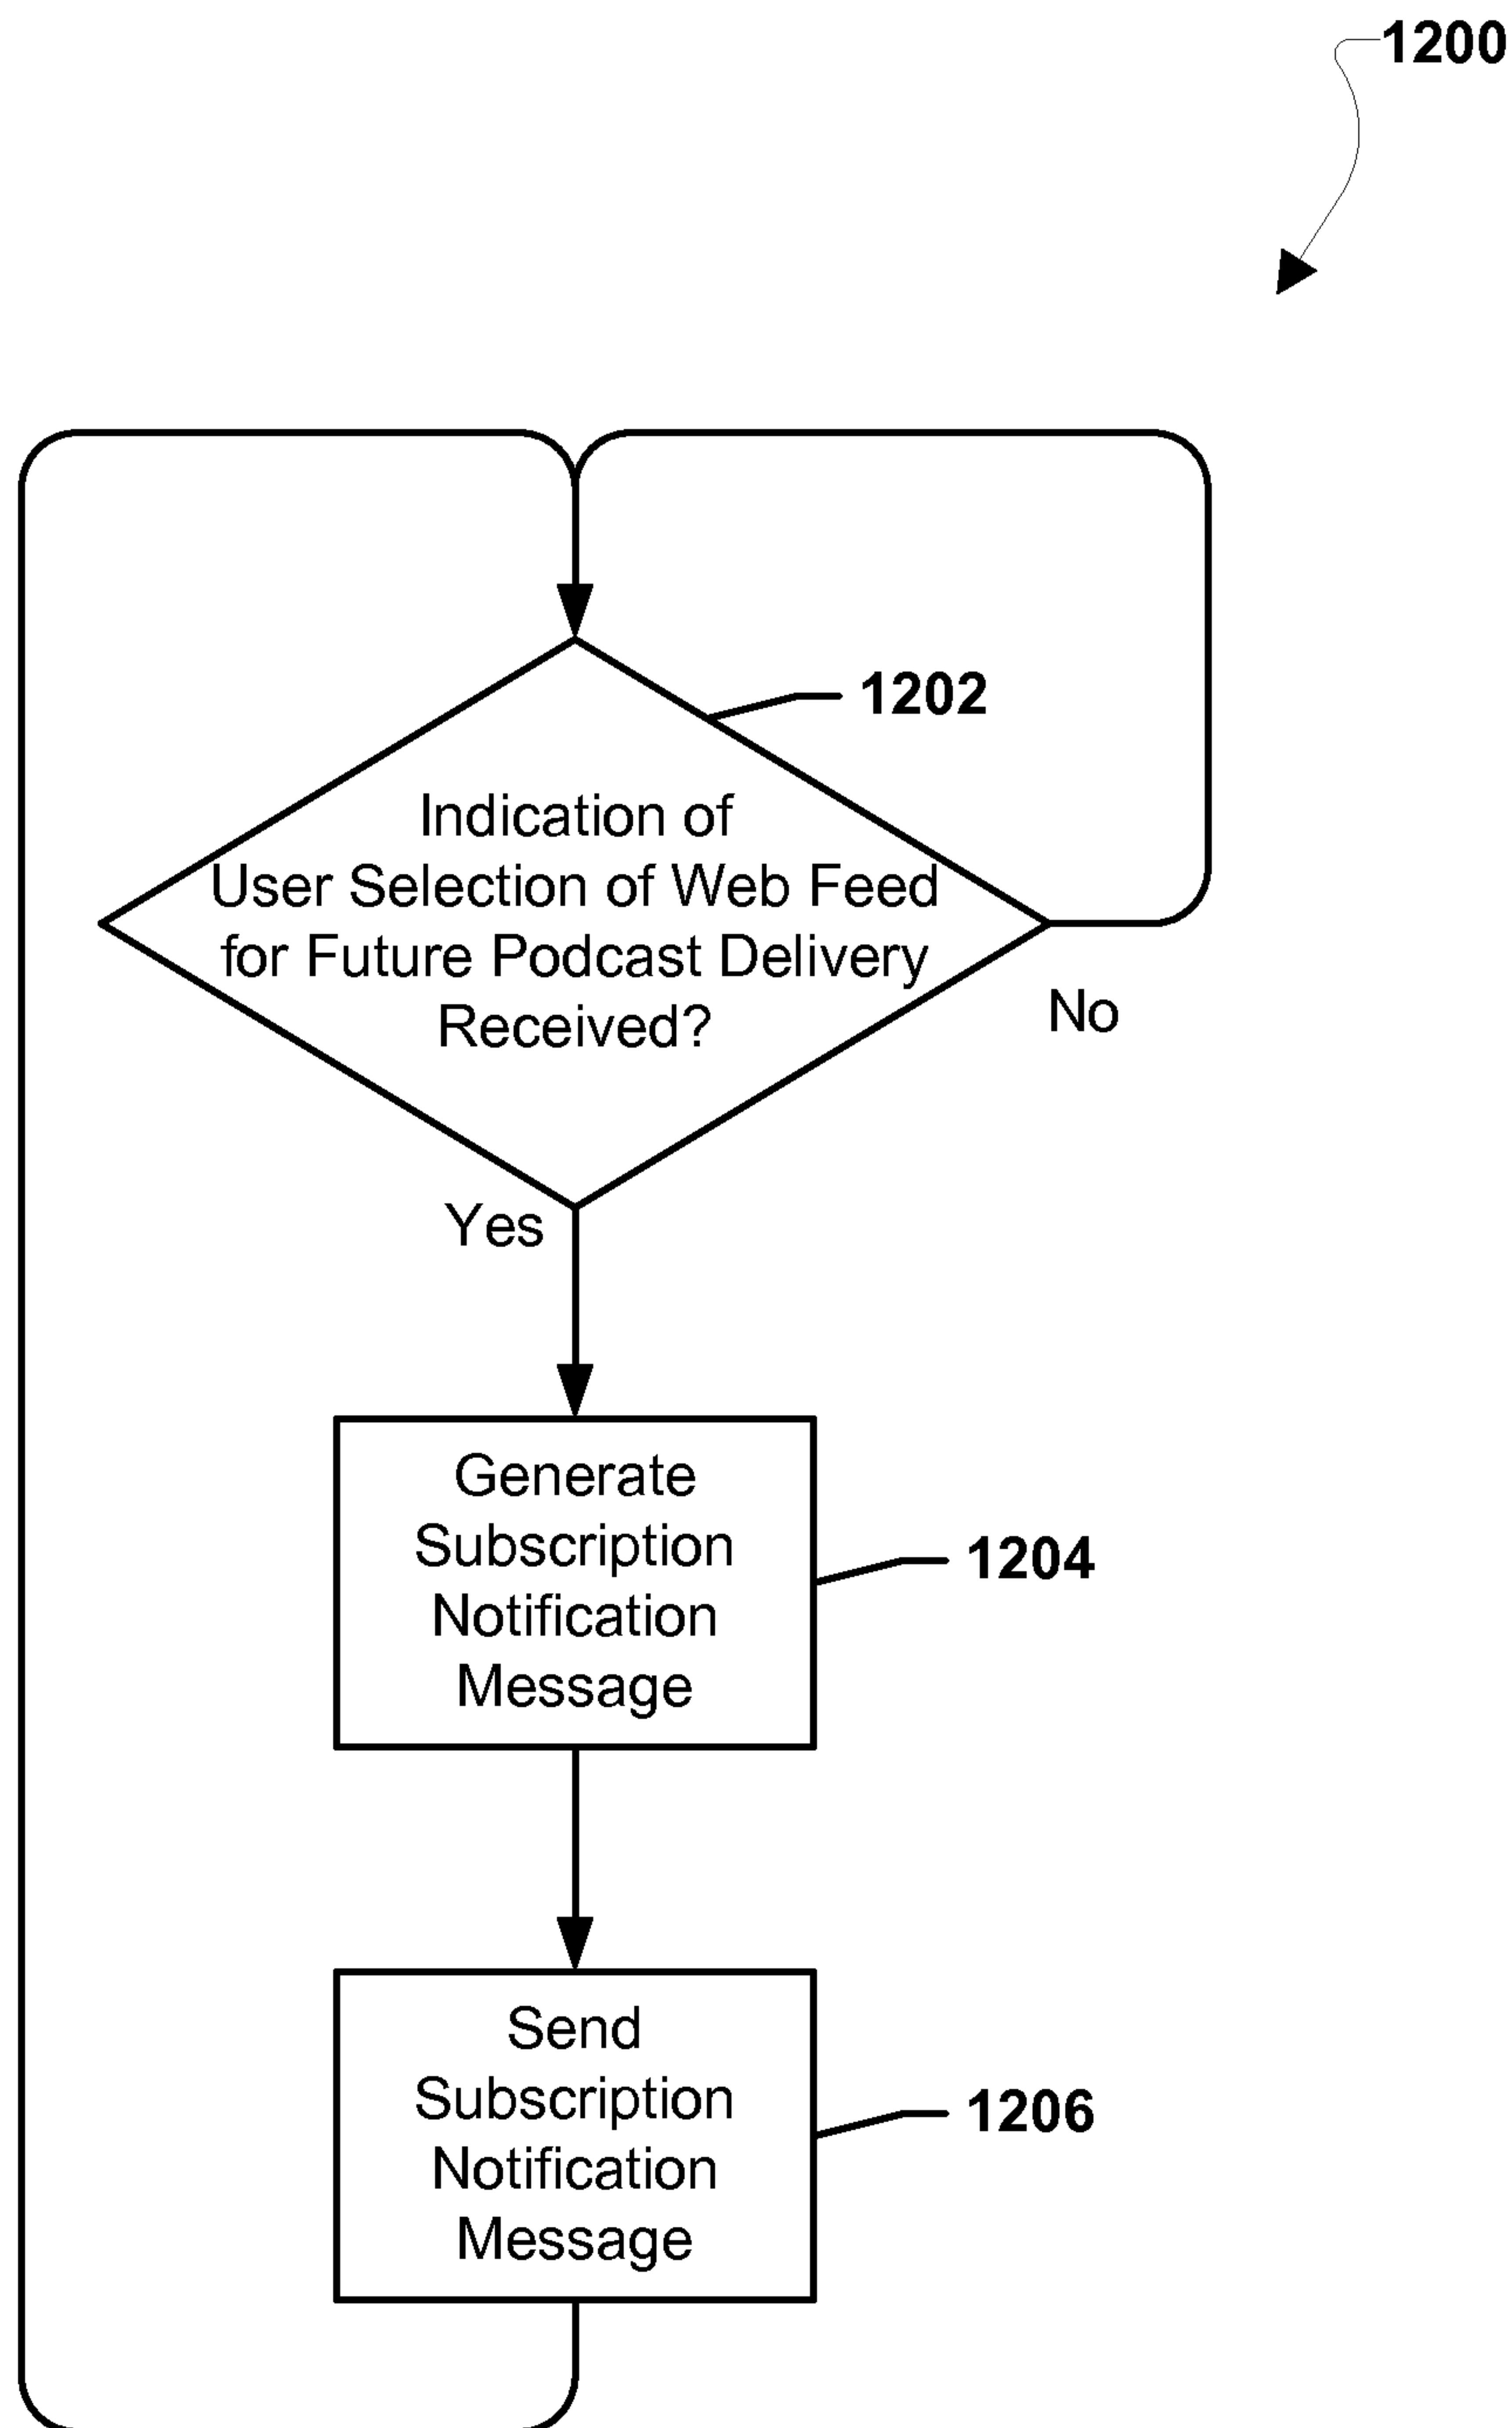 1200
1202
Indication of
User Selection of Web Feed
for Future Podcast Delivery
Received?
No
Yes
Generate
Subscription
Notification
Message
1204
Send
Subscription
Notification
Message
1206